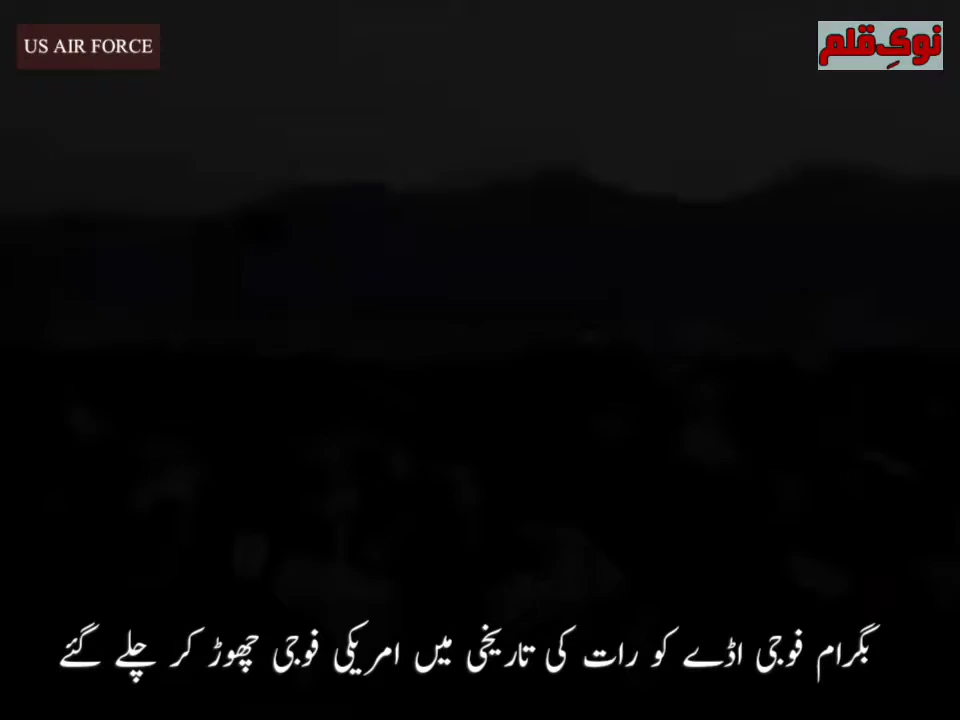 US AIR FORCE
نوکِ قلم
بگرام فوجی اڈے کو رات کی تاریخی میں امریکی فوجی چھوڑ کر چلے گئے